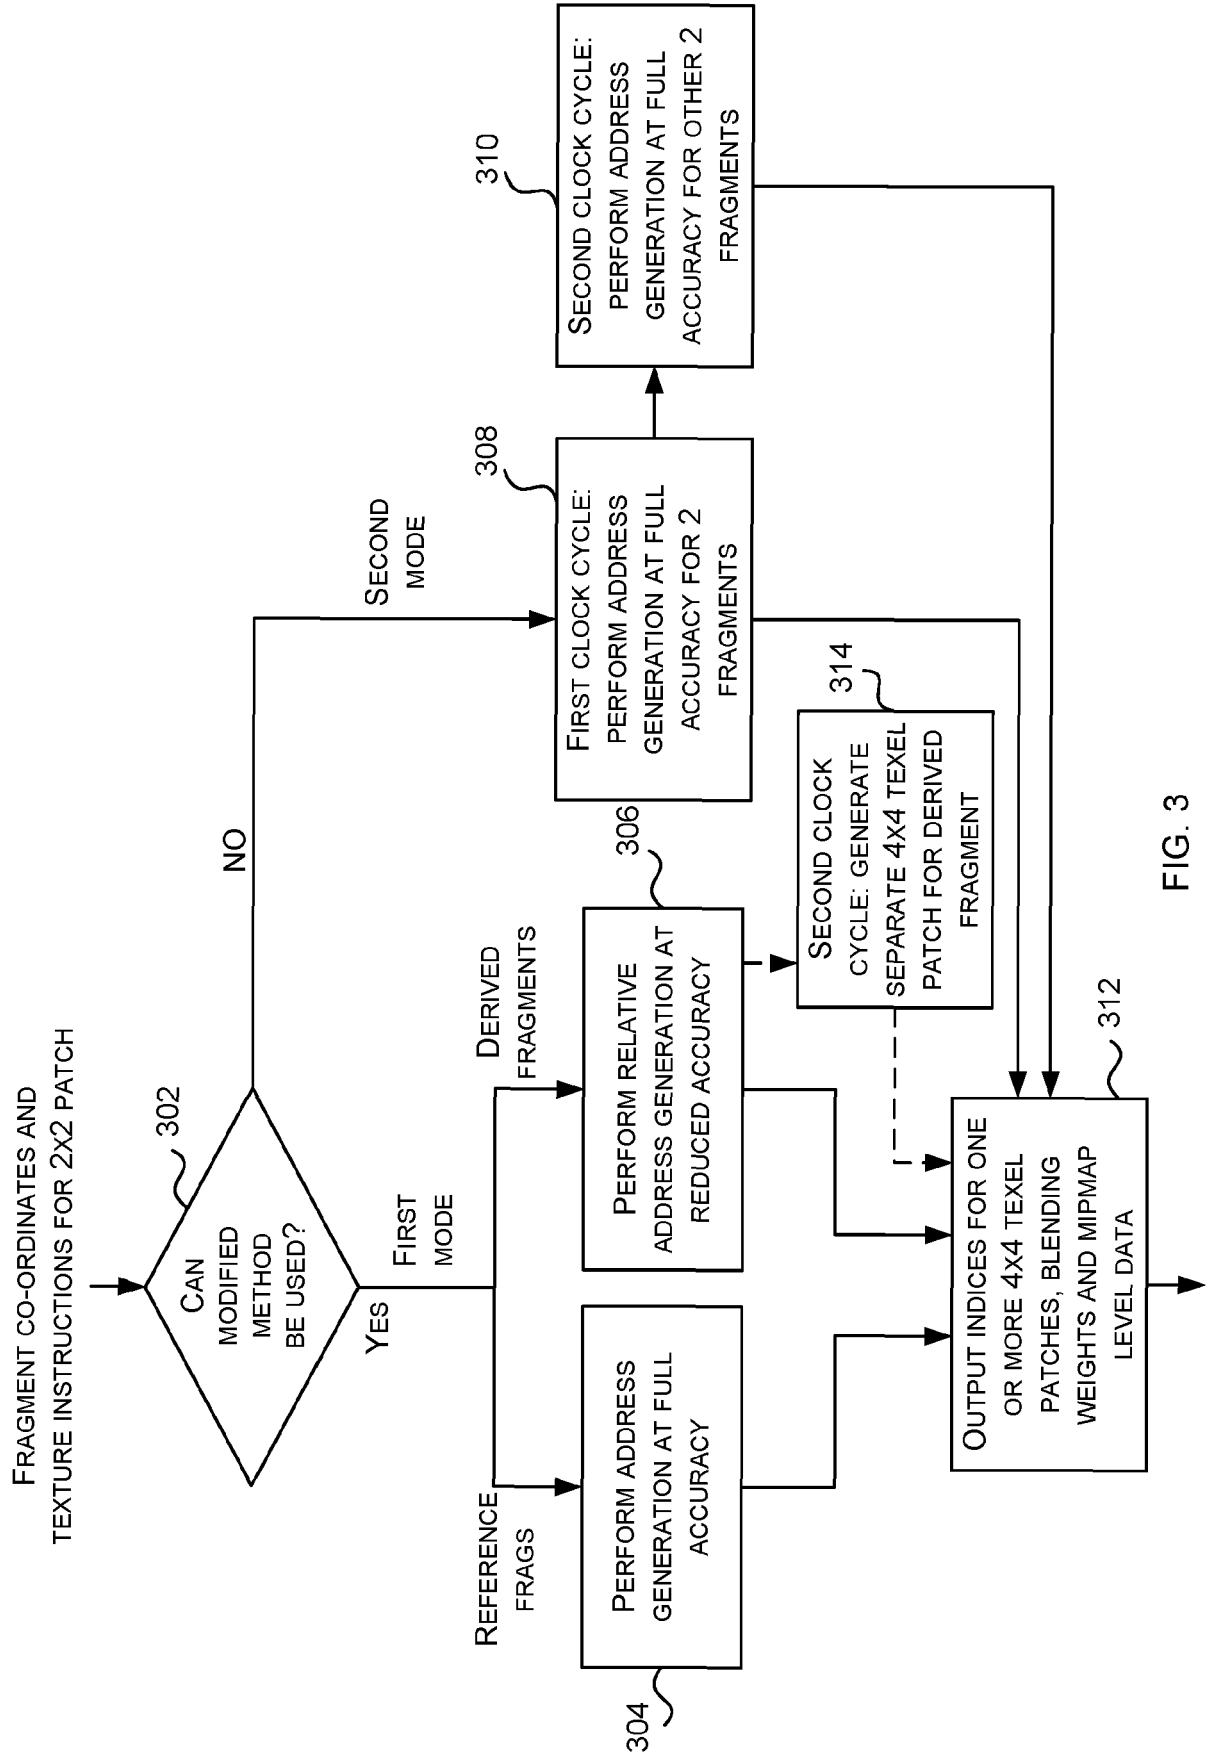 FRAGMENT CO-ORDINATES AND
TEXTURE INSTRUCTIONS FOR 2X2 PATCH
302
CAN
MODIFIED
METHOD
BE USED?
YES
NO
FIRST
MODE
SECOND
MODE
REFERENCE
FRAGS
DERIVED
FRAGMENTS
304
PERFORM ADDRESS
GENERATION AT FULL
ACCURACY
306
PERFORM RELATIVE
ADDRESS GENERATION AT
REDUCED ACCURACY
308
FIRST CLOCK CYCLE:
PERFORM ADDRESS
GENERATION AT FULL
ACCURACY FOR 2
FRAGMENTS
310
SECOND CLOCK CYCLE:
PERFORM ADDRESS
GENERATION AT FULL
ACCURACY FOR OTHER 2
FRAGMENTS
314
SECOND CLOCK
CYCLE: GENERATE
SEPARATE 4X4 TEXEL
PATCH FOR DERIVED
FRAGMENT
312
OUTPUT INDICES FOR ONE
OR MORE 4X4 TEXEL
PATCHES, BLENDING
WEIGHTS AND MIPMAP
LEVEL DATA
FIG. 3